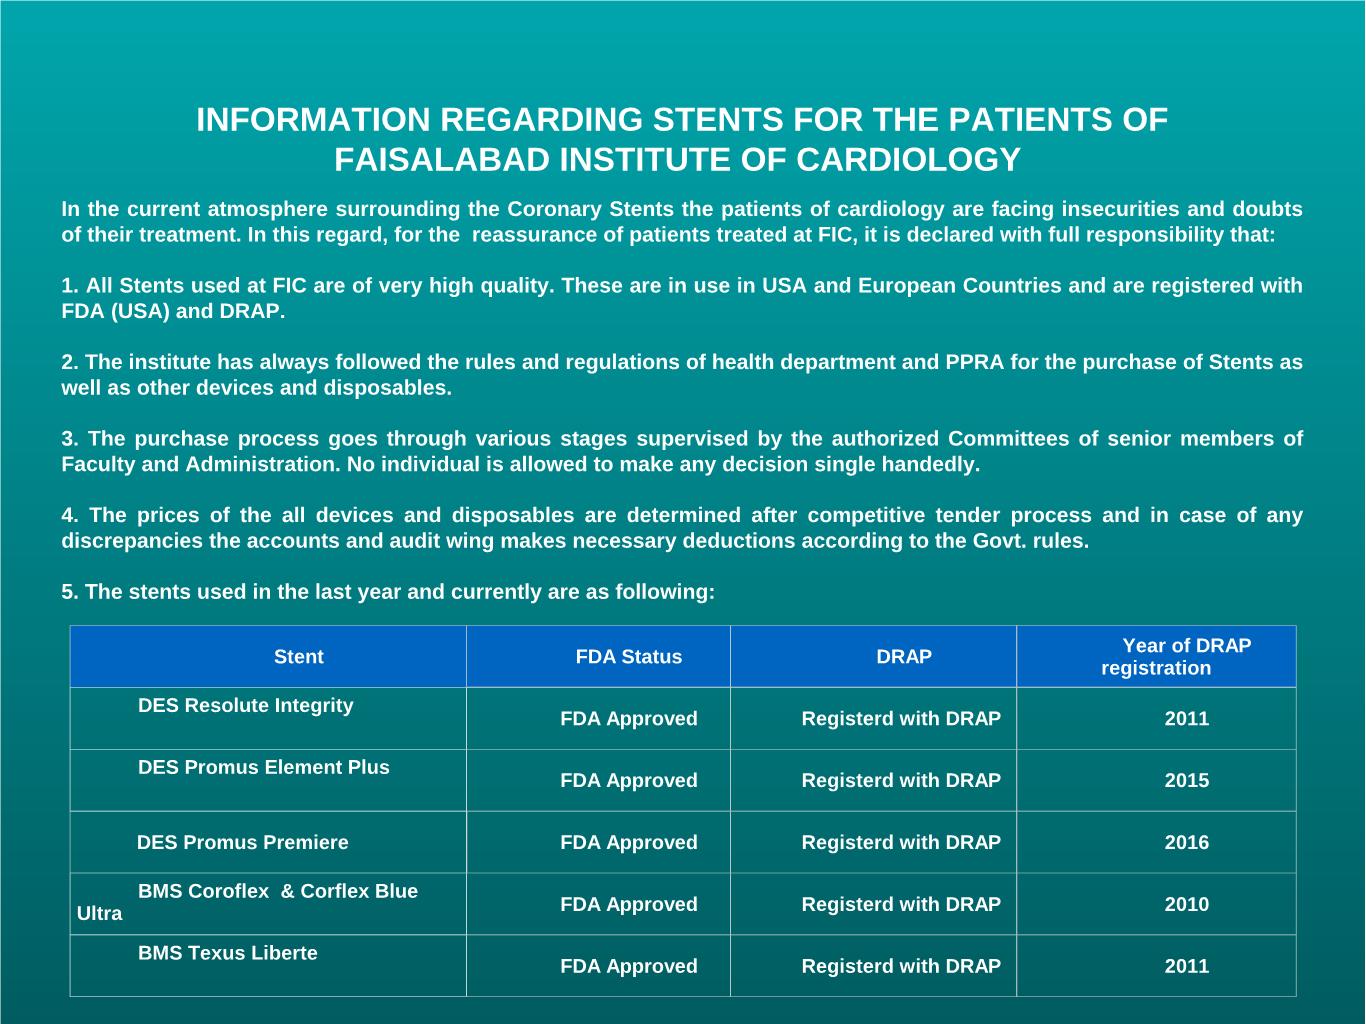 INFORMATION REGARDING STENTS FOR THE PATIENTS OF
FAISALABAD INSTITUTE OF CARDIOLOGY
In the current atmosphere surrounding the Coronary Stents the patients of cardiology are facing insecurities and doubts
of their treatment. In this regard, for the  reassurance of patients treated at FIC, it is declared with full responsibility that:
1. All Stents used at FIC are of very high quality. These are in use in USA and European Countries and are registered with
FDA (USA) and DRAP.
2. The institute has always followed the rules and regulations of health department and PPRA for the purchase of Stents as
well as other devices and disposables.
3. The purchase process goes through various stages supervised by the authorized Committees of senior members of
Faculty and Administration. No individual is allowed to make any decision single handedly.
4. The prices of the all devices and disposables are determined after competitive tender process and in case of any
discrepancies the accounts and audit wing makes necessary deductions according to the Govt. rules.
5. The stents used in the last year and currently are as following:
Stent FDA Status DRAP Year of DRAP
registration
DES Resolute Integrity FDA Approved Registerd with DRAP 2011
DES Promus Element Plus FDA Approved Registerd with DRAP 2015
DES Promus Premiere FDA Approved Registerd with DRAP 2016
BMS Coroflex  & Corflex Blue
Ultra FDA Approved Registerd with DRAP 2010
BMS Texus Liberte FDA Approved Registerd with DRAP 2011